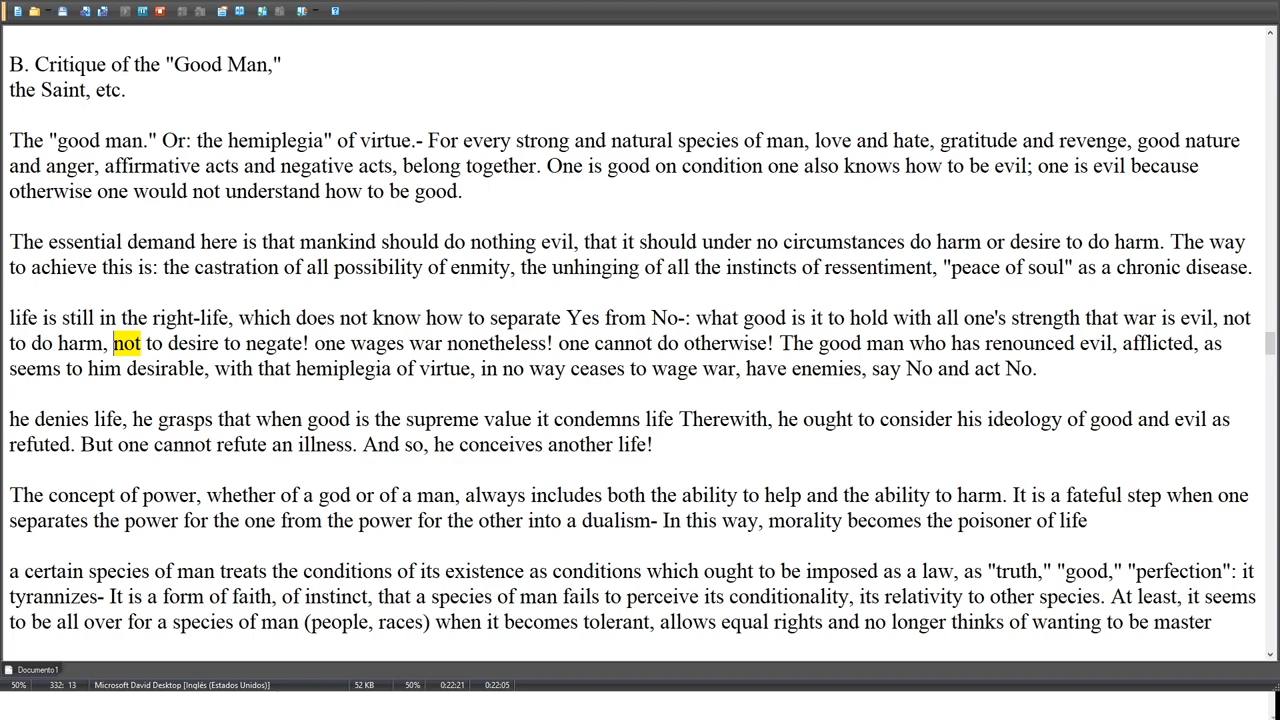 B. Critique of the "Good Man,"
the Saint, etc.
The "good man." Or: the hemiplegia" of virtue.- For every strong and natural species of man, love and hate, gratitude and revenge, good nature
and anger, affirmative acts and negative acts, belong together. One is good on condition one also knows how to be evil; one is evil because
otherwise one would not understand how to be good.
The essential demand here is that mankind should do nothing evil, that it should under no circumstances do harm or desire to do harm. The way
to achieve this is: the castration of all possibility of enmity, the unhinging of all the instincts of ressentiment, "peace of soul" as a chronic disease.
life is still in the right-life, which does not know how to separate Yes from No-: what good is it to hold with all one's strength that war is evil, not
to do harm, not to desire to negate! one wages war nonetheless! one cannot do otherwise! The good man who has renounced evil, afflicted, as
seems to him desirable, with that hemiplegia of virtue, in no way ceases to wage war, have enemies, say No and act No.
he denies life, he grasps that when good is the supreme value it condemns life Therewith, he ought to consider his ideology of good and evil as
refuted. But one cannot refute an illness. And so, he conceives another life!
The concept of power, whether of a god or of a man, always includes both the ability to help and the ability to harm. It is a fateful step when one
separates the power for the one from the power for the other into a dualism- In this way, morality becomes the poisoner of life
a certain species of man treats the conditions of its existence as conditions which ought to be imposed as a law, as "truth," "good," "perfection": it
tyrannizes- It is a form of faith, of instinct, that a species of man fails to perceive its conditionality, its relativity to other species. At least, it seems
to be all over for a species of man (people, races) when it becomes tolerant, allows equal rights and no longer thinks of wanting to be master
Documento1
50% 332: 13 Microsoft David Desktop [Inglés (Estados Unidos)] 52 KB 50% 0:22:21 0:22:05